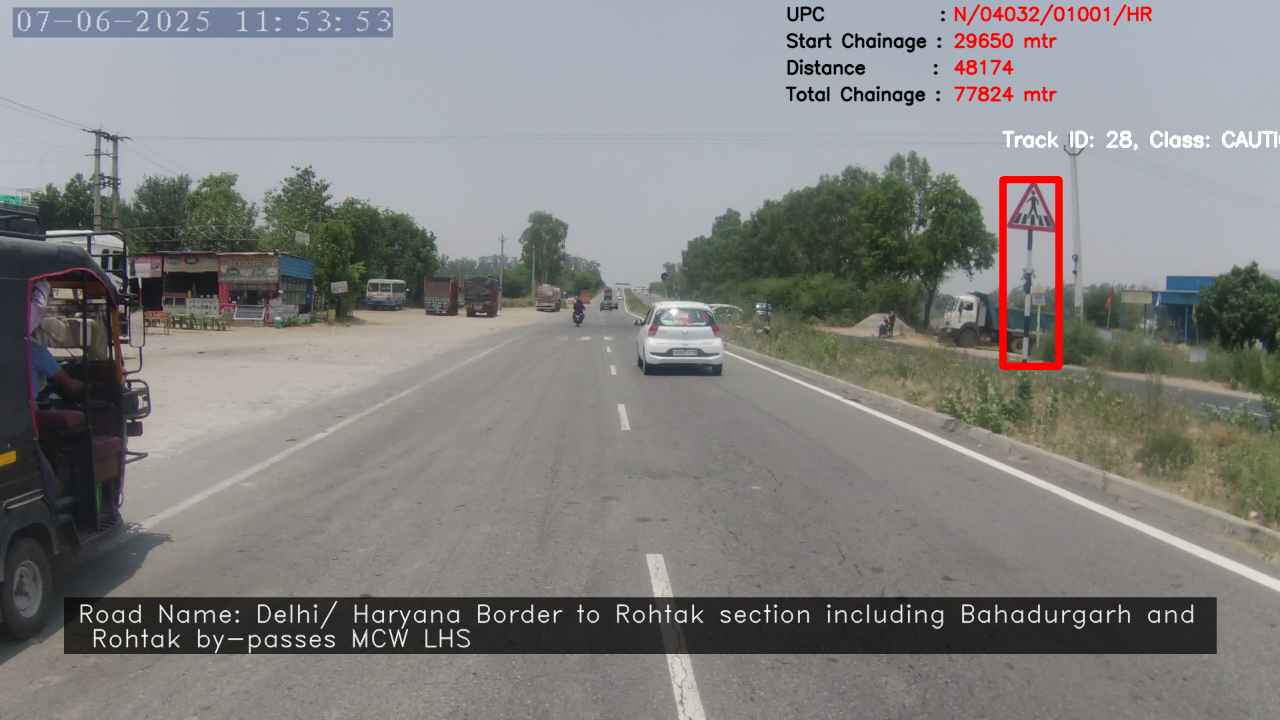 07-06-2025 11:53:53
UPC : N/04032/01001/HR
Start Chainage : 29650 mtr
Distance : 48174
Total Chainage : 77824 mtr
Track ID: 28, Class: CAUTI
Road Name: Delhi/ Haryana Border to Rohtak section including Bahadurgarh and
Rohtak by-passes MCW LHS